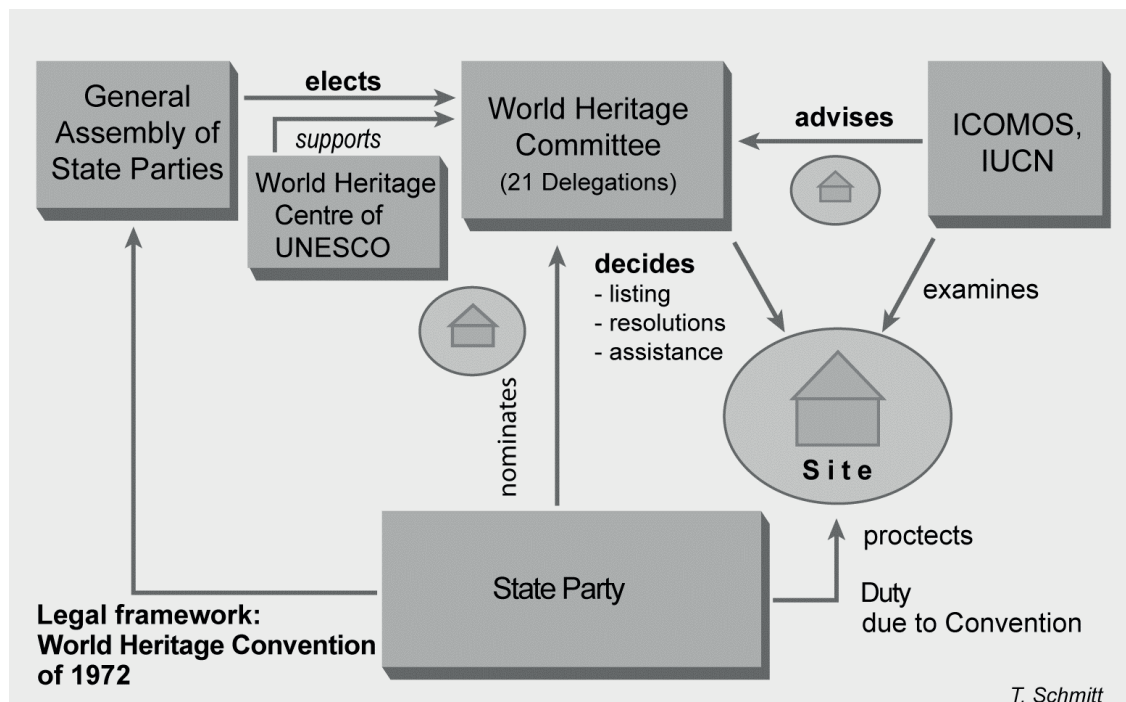 General
Assembly of
State Parties
elects
supports
World Heritage
Centre of
UNESCO
World Heritage
Committee
(21 Delegations)
advises
ICOMOS,
IUCN
decides
- listing
- resolutions
- assistance
examines
nominates
Site
State Party
proctects
Duty
due to Convention
Legal framework:
World Heritage Convention
of 1972
T. Schmitt